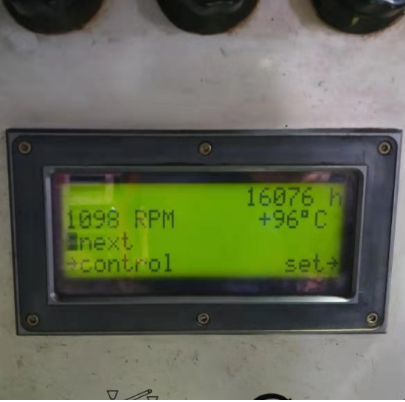 16076 h
1098 RPM +96°C
next
→control set→